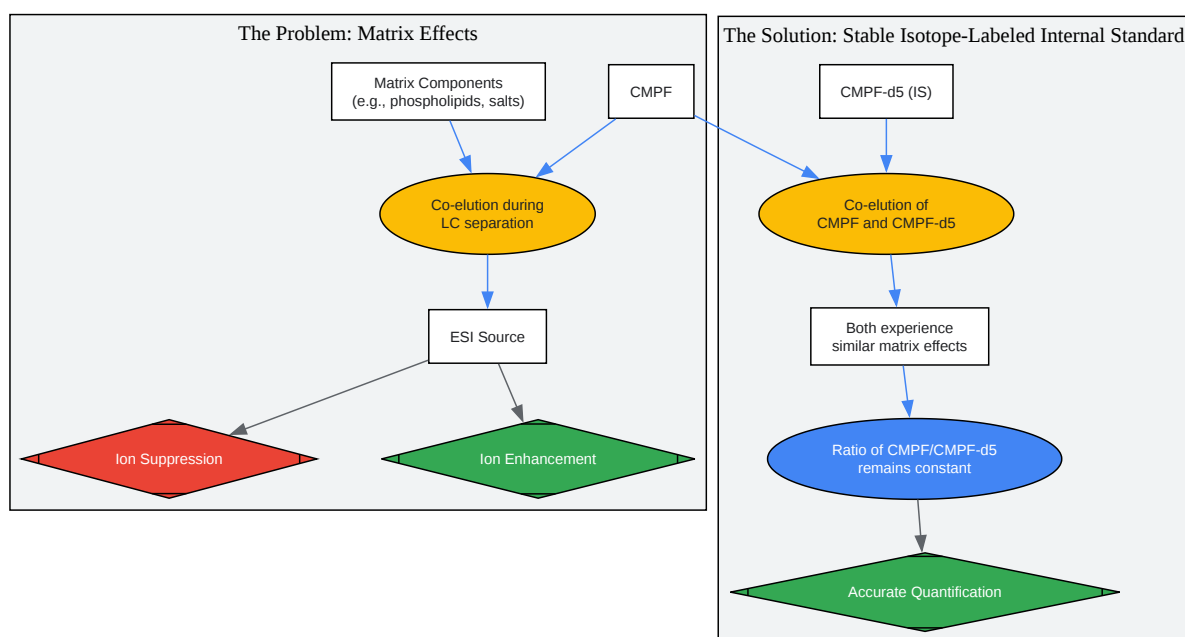 The Problem: Matrix Effects
Matrix Components
(e.g., phospholipids, salts)
CMPF
Co-elution during
LC separation
ESI Source
Ion Suppression
Ion Enhancement
The Solution: Stable Isotope-Labeled Internal Standard
CMPF-d5 (IS)
Co-elution of
CMPF and CMPF-d5
Both experience
similar matrix effects
Ratio of CMPF/CMPF-d5
remains constant
Accurate Quantification